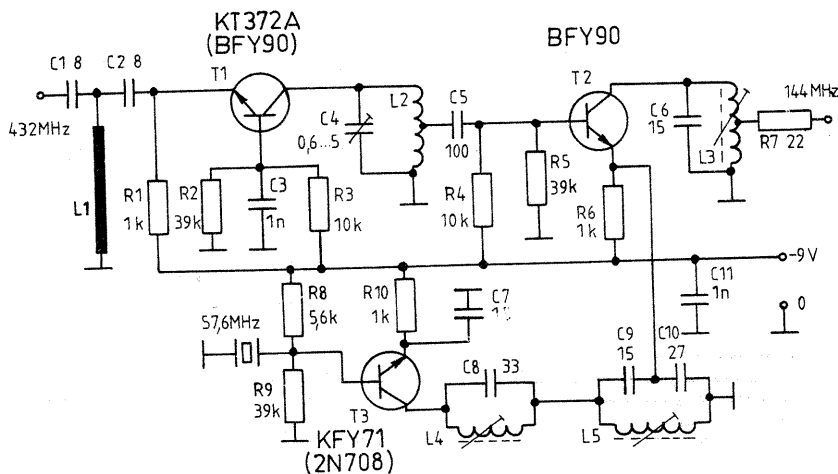 KT372A
(BFY90)
BFY90
C1 8
C2 8
T1
T2
432MHz
L1
C4
0,6...5
L2
C5
100
C6
15
L3
144MHz
R7 22
R1
1k
R2
39k
C3
1n
R3
10k
R4
10k
R5
39k
R6
1k
-9V
C11
1n
0
R8
5,6k
R10
1k
C7
57,6MHz
R9
39k
T3
KFY71
(2N708)
C8 33
L4
C9
15
C10
27
L5